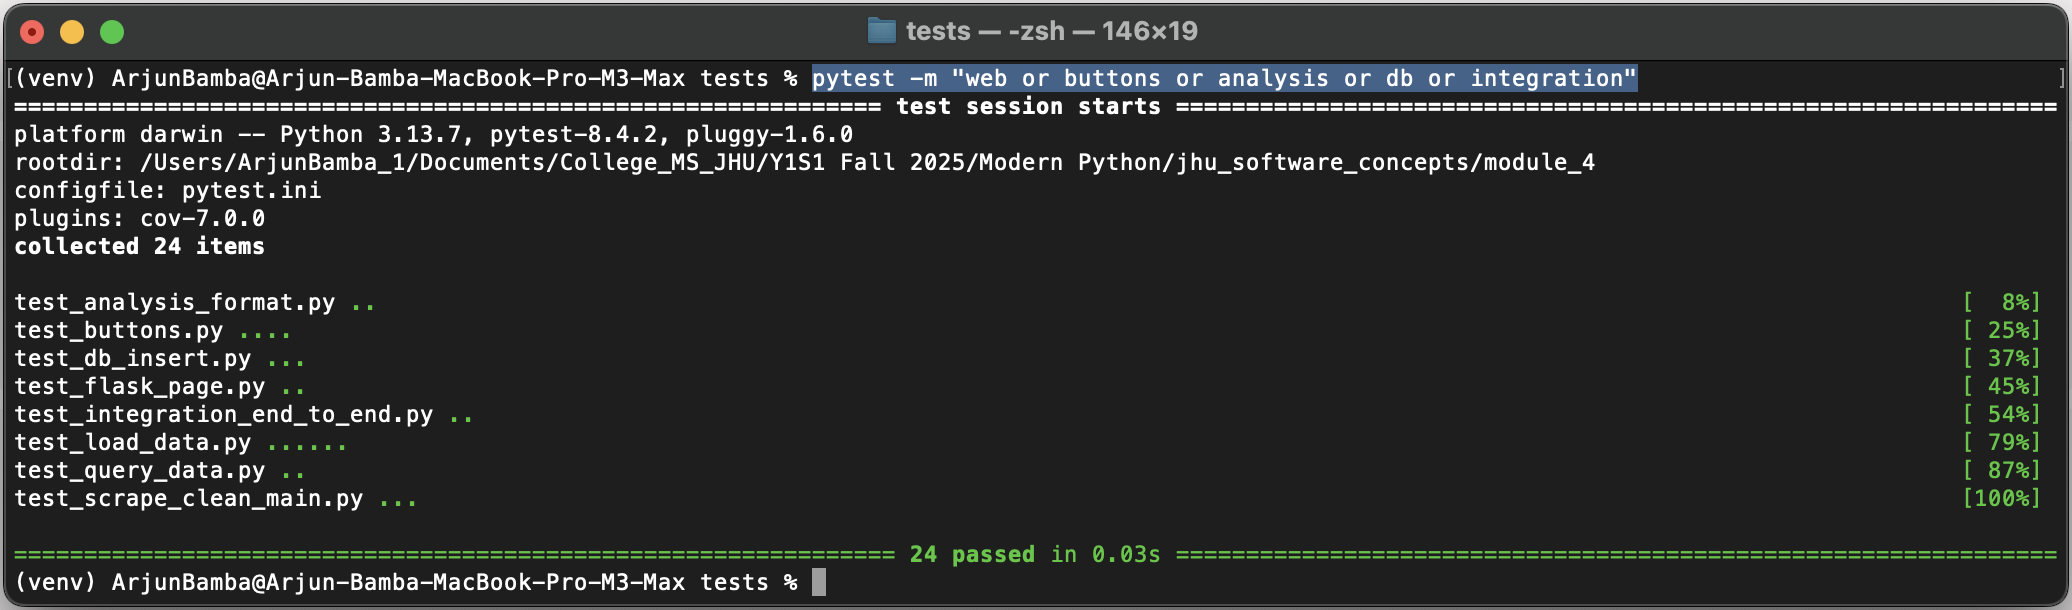 tests — -zsh — 146×19
[(venv) ArjunBamba@Arjun-Bamba-MacBook-Pro-M3-Max tests % pytest -m "web or buttons or analysis or db or integration" ]
============================================================== test session starts ===============================================================
platform darwin -- Python 3.13.7, pytest-8.4.2, pluggy-1.6.0
rootdir: /Users/ArjunBamba_1/Documents/College_MS_JHU/Y1S1 Fall 2025/Modern Python/jhu_software_concepts/module_4
configfile: pytest.ini
plugins: cov-7.0.0
collected 24 items
test_analysis_format.py .. [  8%]
test_buttons.py .... [ 25%]
test_db_insert.py ... [ 37%]
test_flask_page.py .. [ 45%]
test_integration_end_to_end.py .. [ 54%]
test_load_data.py ...... [ 79%]
test_query_data.py .. [ 87%]
test_scrape_clean_main.py ... [100%]
=============================================================== 24 passed in 0.03s ===============================================================
(venv) ArjunBamba@Arjun-Bamba-MacBook-Pro-M3-Max tests %